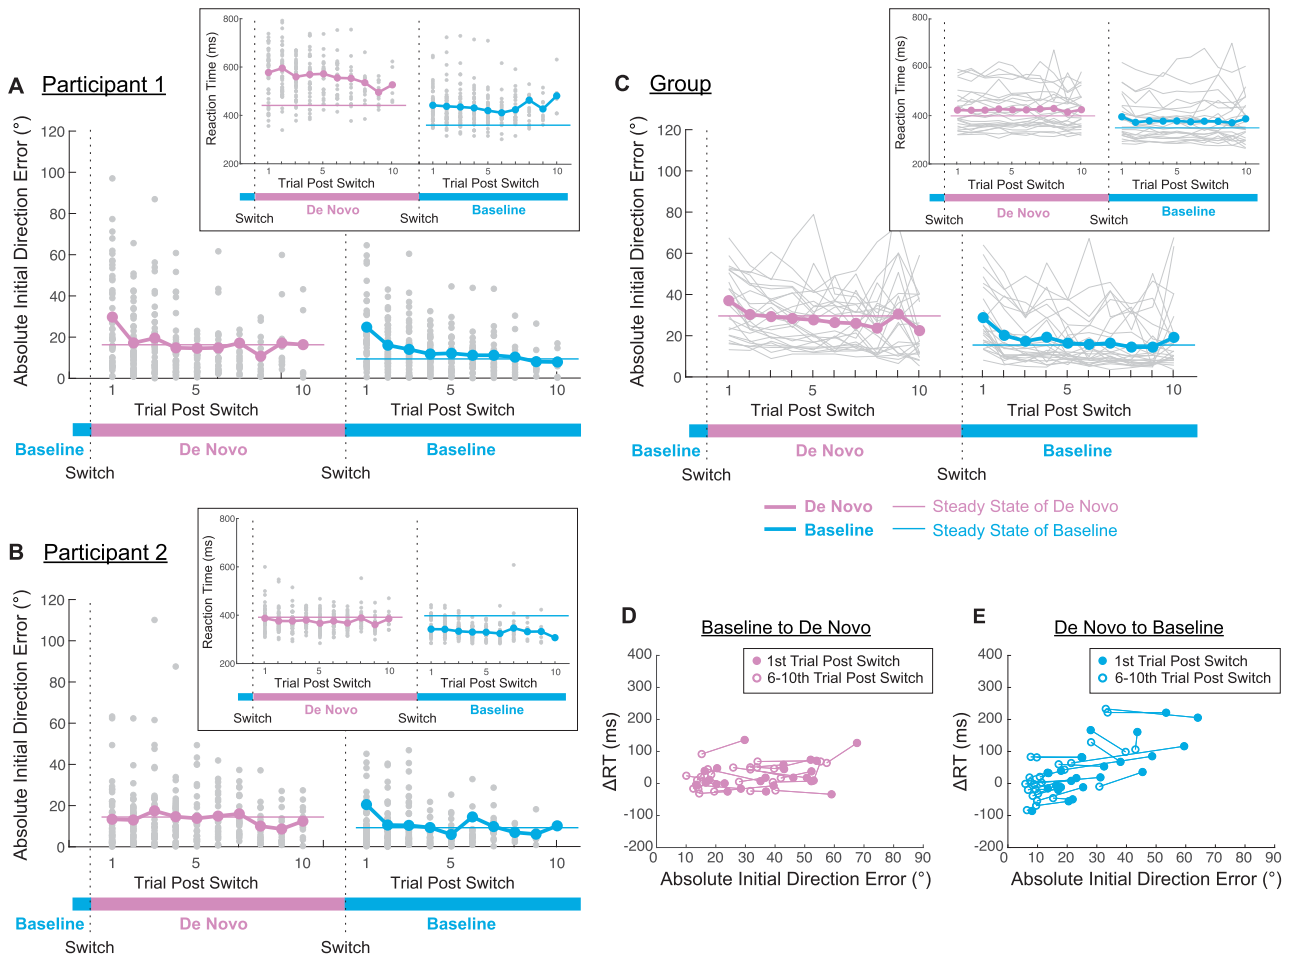 A Participant 1
Absolute Initial Direction Error (°)
120
100
80
60
40
20
0
1 5 10
Trial Post Switch
Baseline De Novo Baseline
Switch Switch
Reaction Time (ms)
800
600
400
200
1 5 10 1 5 10
Trial Post Switch Trial Post Switch
De Novo Baseline
Switch Switch
1 5 10
Trial Post Switch
C Group
Absolute Initial Direction Error (°)
120
100
80
60
40
20
0
1 5 10 1 5 10
Trial Post Switch Trial Post Switch
Baseline De Novo Baseline
Switch Switch
Reaction Time (ms)
800
600
400
200
1 5 10 1 5 10
Trial Post Switch Trial Post Switch
De Novo Baseline
Switch Switch
De Novo Steady State of De Novo
Baseline Steady State of Baseline
B Participant 2
Absolute Initial Direction Error (°)
120
100
80
60
40
20
0
1 5 10 1 5 10
Trial Post Switch Trial Post Switch
Baseline De Novo Baseline
Switch Switch
Reaction Time (ms)
800
600
400
200
1 5 10 1 5 10
Trial Post Switch Trial Post Switch
De Novo Baseline
Switch Switch
D Baseline to De Novo
1st Trial Post Switch
6-10th Trial Post Switch
ΔRT (ms)
400
300
200
100
0
-100
-200
0 10 20 30 40 50 60 70 80 90
Absolute Initial Direction Error (°)
E De Novo to Baseline
1st Trial Post Switch
6-10th Trial Post Switch
ΔRT (ms)
400
300
200
100
0
-100
-200
0 10 20 30 40 50 60 70 80 90
Absolute Initial Direction Error (°)